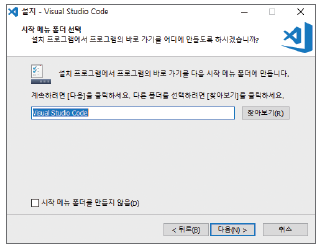 설치 - Visual Studio Code
시작 메뉴 폴더 선택
설치 프로그램에서 프로그램의 바로 가기를 어디에 만들도록 하시겠습니까?
설치 프로그램에서 프로그램의 바로 가기를 다음 시작 메뉴 폴더에 만듭니다.
계속하려면 [다음]을 클릭하세요. 다른 폴더를 선택하려면 [찾아보기]를 클릭하세요.
Visual Studio Code
찾아보기(R)
시작 메뉴 폴더를 만들지 않음(D)
< 뒤로(B) 다음(N) > 취소